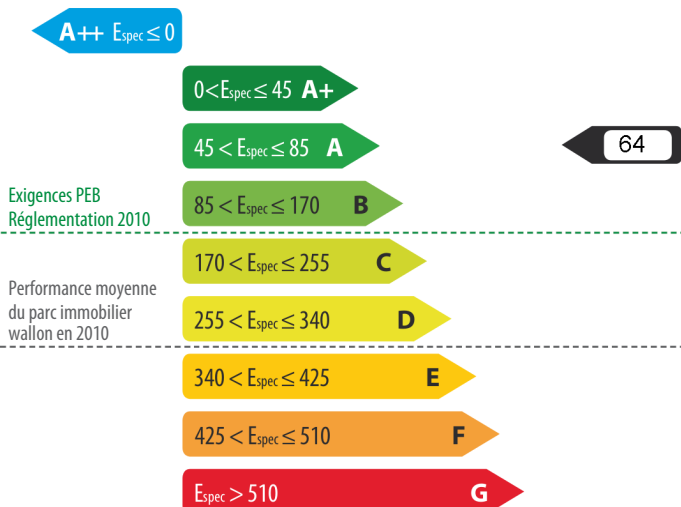 A++ Espec ≤ 0
0<Espec ≤ 45 A+
45 < Espec ≤ 85 A
64
Exigences PEB
Réglementation 2010
85 < Espec ≤ 170 B
170 < Espec ≤ 255 C
Performance moyenne
du parc immobilier
wallon en 2010
255 < Espec ≤ 340 D
340 < Espec ≤ 425 E
425 < Espec ≤ 510 F
Espec > 510 G